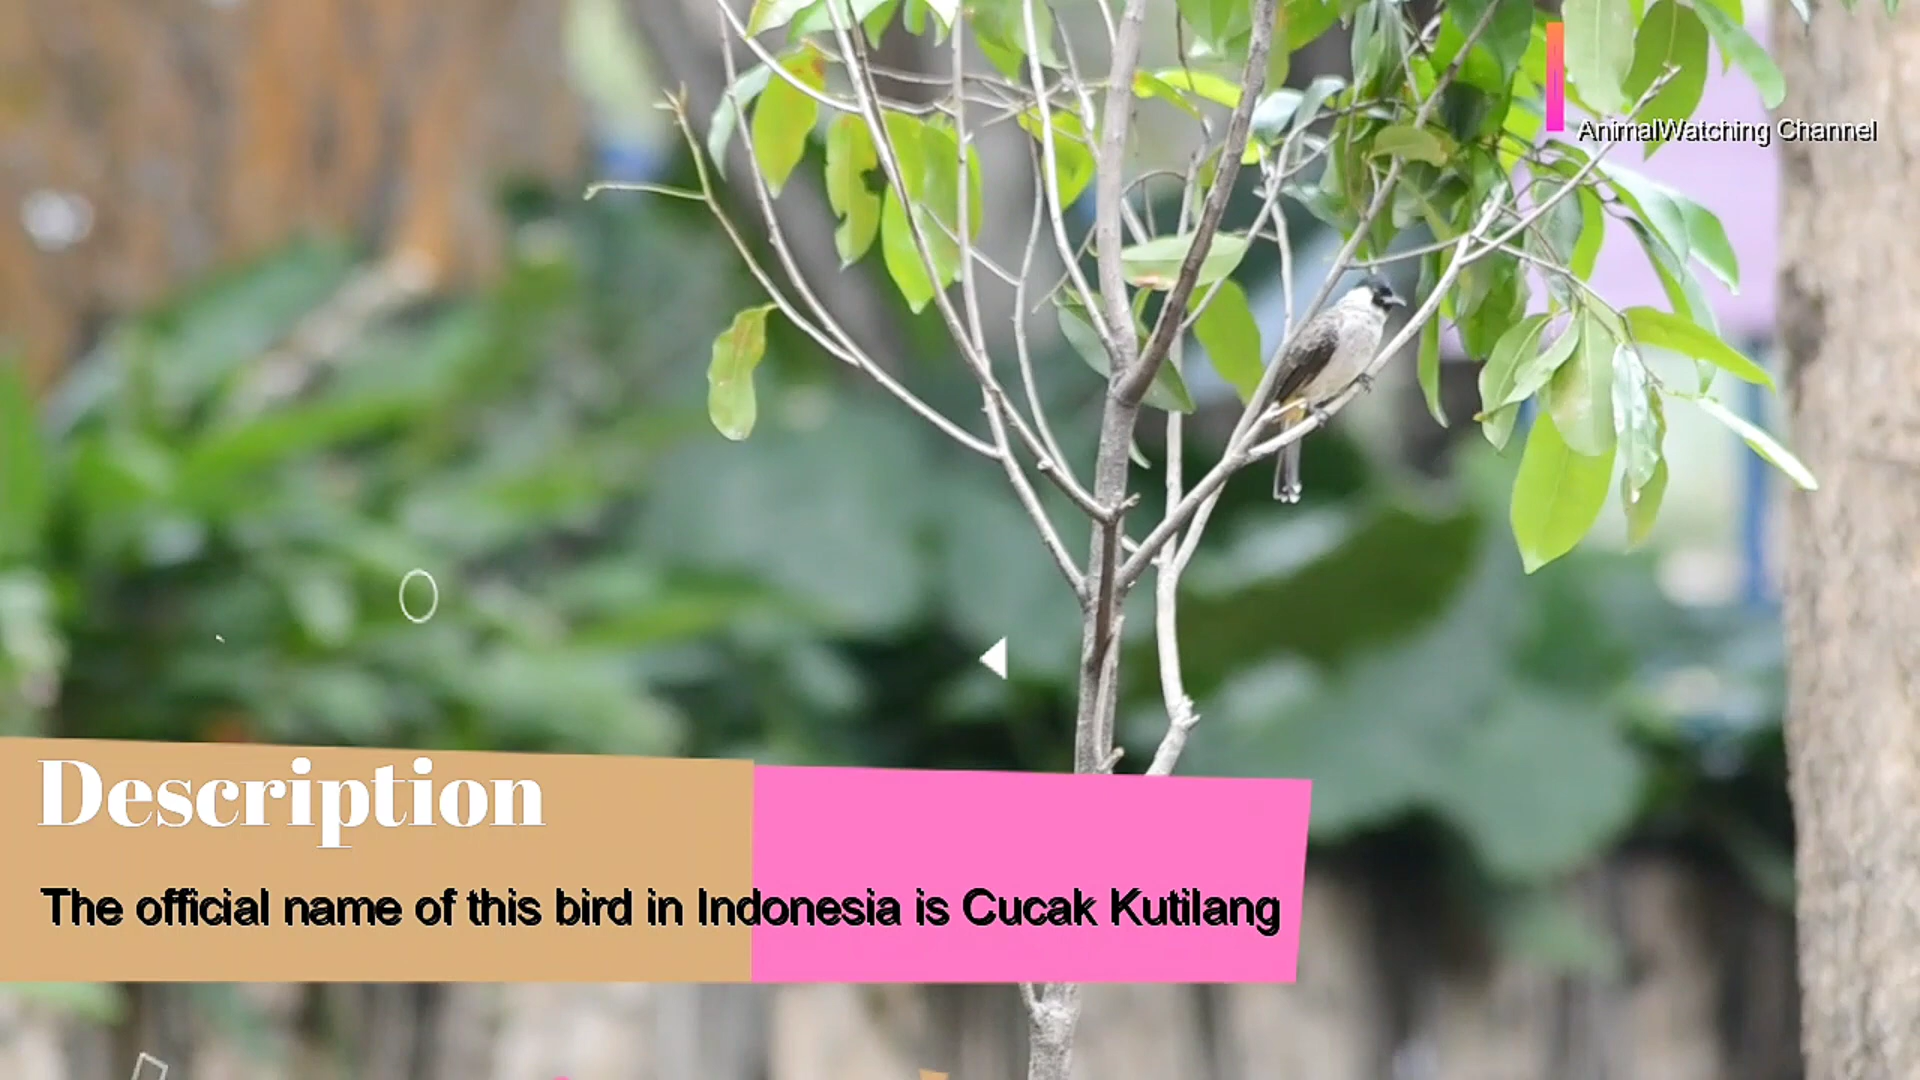 AnimalWatching Channel
Description
The official name of this bird in Indonesia is Cucak Kutilang